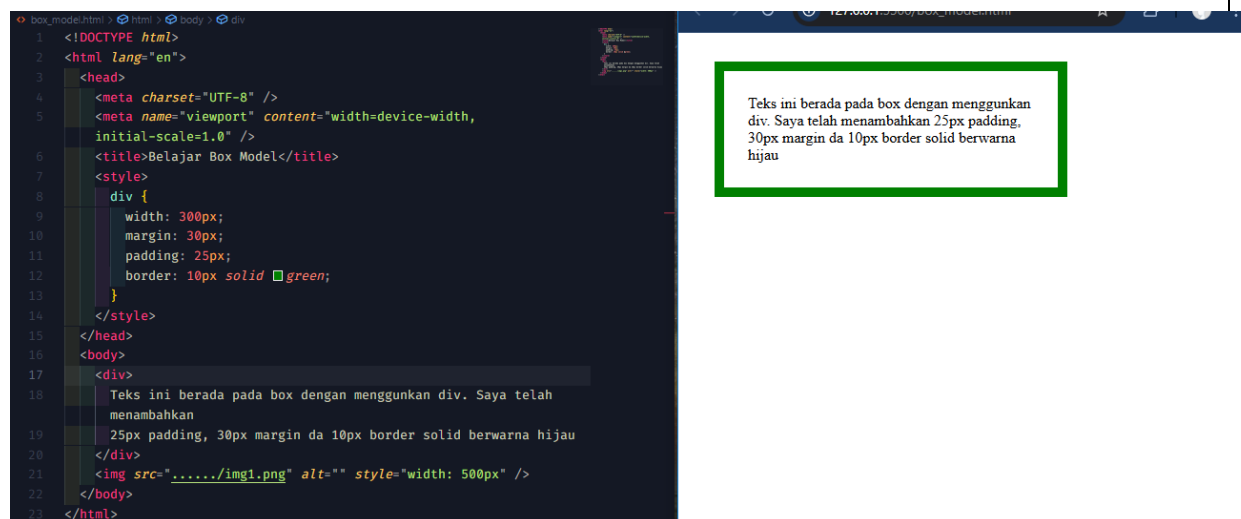 box_model.html > html > body > div
1 <!DOCTYPE html>
2 <html lang="en">
3 <head>
4 <meta charset="UTF-8" />
5 <meta name="viewport" content="width=device-width,
initial-scale=1.0" />
6 <title>Belajar Box Model</title>
7 <style>
8 div {
9 width: 300px;
10 margin: 30px;
11 padding: 25px;
12 border: 10px solid green;
13 }
14 </style>
15 </head>
16 <body>
17 <div>
18 Teks ini berada pada box dengan menggunkan div. Saya telah
menambahkan
19 25px padding, 30px margin da 10px border solid berwarna hijau
20 </div>
21 <img src="....../img1.png" alt="" style="width: 500px" />
22 </body>
23 </html>
127.0.0.1:5500/box_model.html
Teks ini berada pada box dengan menggunkan
div. Saya telah menambahkan 25px padding,
30px margin da 10px border solid berwarna
hijau